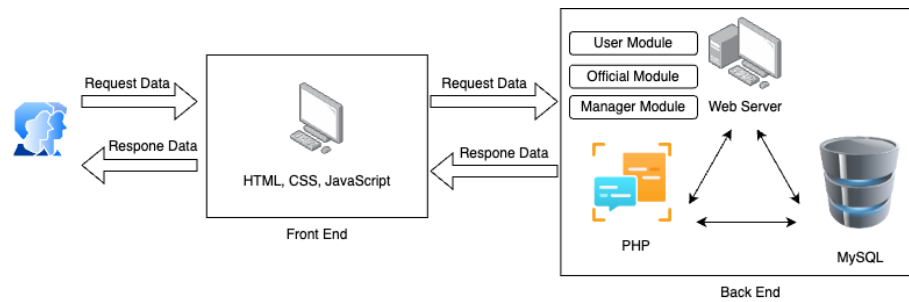 Request Data
Respone Data
HTML, CSS, JavaScript
Front End
Request Data
Respone Data
User Module
Official Module
Manager Module
Web Server
PHP
MySQL
Back End